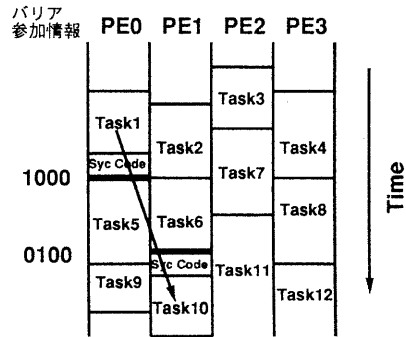 バリア
参加情報
PE0 PE1 PE2 PE3
Task3
Task1
Task2
Task4
Syc Code
Task7
1000
Task5
Task6
Task8
0100
Syc Code
Task11
Task9
Task10
Task12
Time